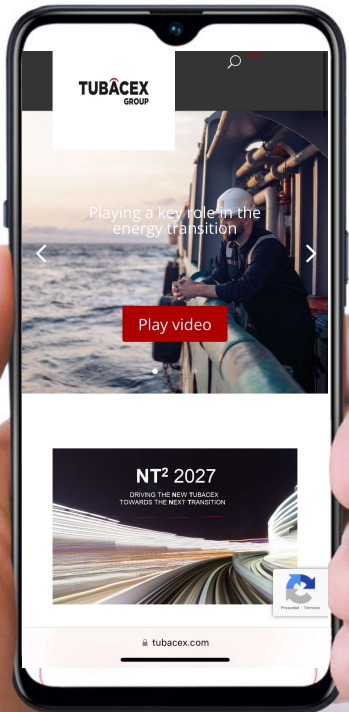 TUBACEX
GROUP
Playing a key role in the
energy transition
Play video
NT² 2027
DRIVING THE NEW TUBACEX
TOWARDS THE NEXT TRANSITION
Privacidad - Términos
tubacex.com